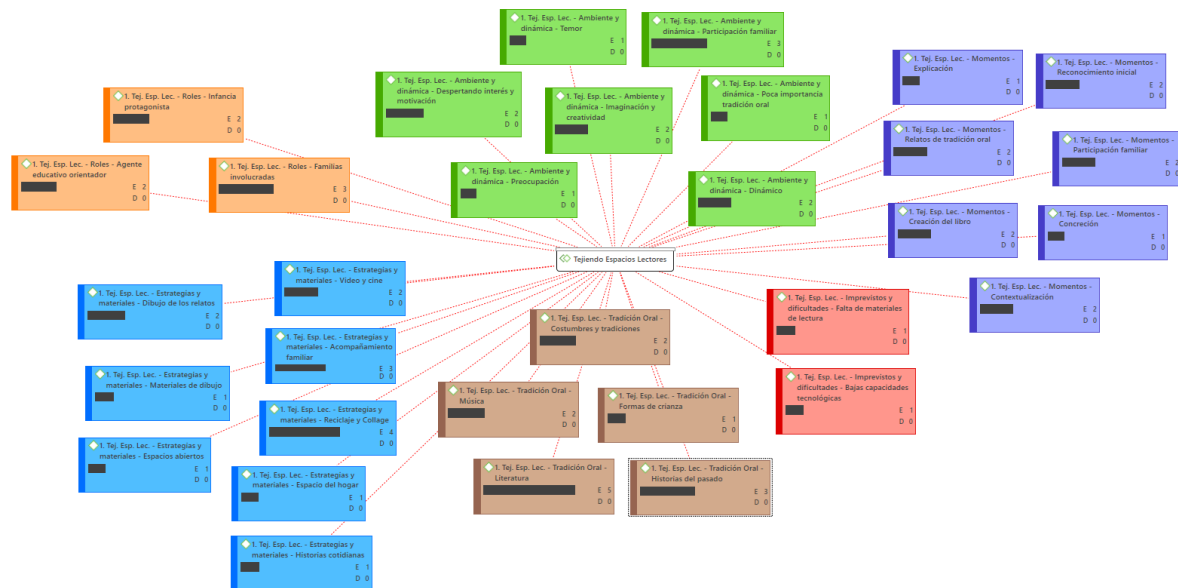 1. Tej. Esp. Lec. - Ambiente y
dinámica - Temor
E 1
D 0
1. Tej. Esp. Lec. - Ambiente y
dinámica - Participación familiar
E 3
D 0
1. Tej. Esp. Lec. - Momentos -
Explicación
E 1
D 0
1. Tej. Esp. Lec. - Momentos -
Reconocimiento inicial
E 2
D 0
1. Tej. Esp. Lec. - Ambiente y
dinámica - Despertando interés y
motivación
E 2
D 0
1. Tej. Esp. Lec. - Ambiente y
dinámica - Imaginación y
creatividad
E 2
D 0
1. Tej. Esp. Lec. - Ambiente y
dinámica - Poca importancia
tradición oral
E 1
D 0
1. Tej. Esp. Lec. - Roles - Infancia
protagonista
E 2
D 0
1. Tej. Esp. Lec. - Momentos -
Relatos de tradición oral
E 2
D 0
1. Tej. Esp. Lec. - Momentos -
Participación familiar
E 2
D 0
1. Tej. Esp. Lec. - Roles - Agente
educativo orientador
E 2
D 0
1. Tej. Esp. Lec. - Roles - Familias
involucradas
E 3
D 0
1. Tej. Esp. Lec. - Ambiente y
dinámica - Preocupación
E 1
D 0
1. Tej. Esp. Lec. - Ambiente y
dinámica - Dinámico
E 2
D 0
1. Tej. Esp. Lec. - Momentos -
Creación del libro
E 2
D 0
1. Tej. Esp. Lec. - Momentos -
Concreción
E 1
D 0
Tejiendo Espacios Lectores
1. Tej. Esp. Lec. - Estrategias y
materiales - Video y cine
E 2
D 0
1. Tej. Esp. Lec. - Momentos -
Contextualización
E 2
D 0
1. Tej. Esp. Lec. - Estrategias y
materiales - Dibujo de los relatos
E 2
D 0
1. Tej. Esp. Lec. - Imprevistos y
dificultades - Falta de materiales
de lectura
E 1
D 0
1. Tej. Esp. Lec. - Tradición Oral -
Costumbres y tradiciones
E 2
D 0
1. Tej. Esp. Lec. - Estrategias y
materiales - Acompañamiento
familiar
E 3
D 0
1. Tej. Esp. Lec. - Estrategias y
materiales - Materiales de dibujo
E 1
D 0
1. Tej. Esp. Lec. - Imprevistos y
dificultades - Bajas capacidades
tecnológicas
E 1
D 0
1. Tej. Esp. Lec. - Tradición Oral -
Música
E 2
D 0
1. Tej. Esp. Lec. - Tradición Oral -
Formas de crianza
E 1
D 0
1. Tej. Esp. Lec. - Estrategias y
materiales - Reciclaje y Collage
E 4
D 0
1. Tej. Esp. Lec. - Estrategias y
materiales - Espacios abiertos
E 1
D 0
1. Tej. Esp. Lec. - Tradición Oral -
Literatura
E 5
D 0
1. Tej. Esp. Lec. - Tradición Oral -
Historias del pasado
E 3
D 0
1. Tej. Esp. Lec. - Estrategias y
materiales - Espacio del hogar
E 1
D 0
1. Tej. Esp. Lec. - Estrategias y
materiales - Historias cotidianas
E 1
D 0